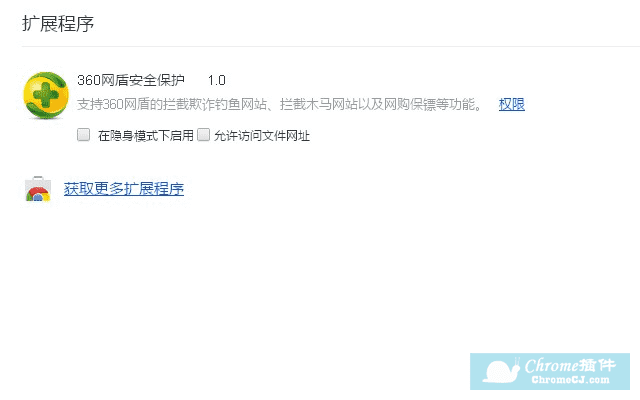 扩展程序
360网盾安全保护 1.0
支持360网盾的拦截欺诈钓鱼网站、拦截木马网站以及网购保镖等功能。 权限
在隐身模式下启用 允许访问文件网址
获取更多扩展程序
Chrome插件
ChromeCJ.com